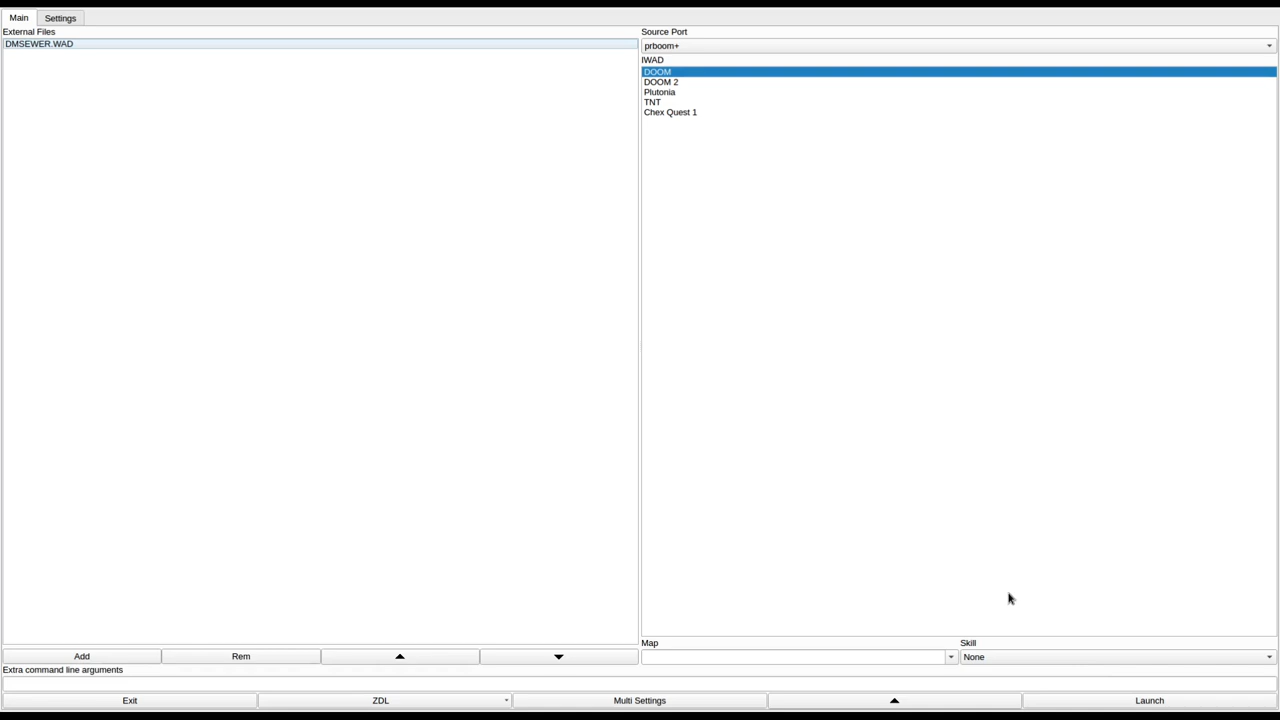 Main Settings
External Files
DMSEWER.WAD
Source Port
prboom+
IWAD
DOOM
DOOM 2
Plutonia
TNT
Chex Quest 1
Add Rem
Map Skill
None
Extra command line arguments
Exit ZDL Multi Settings Launch